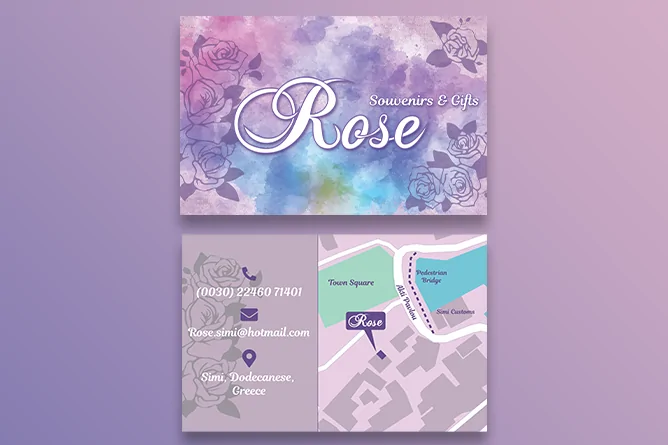 Souvenirs & Gifts
Rose
(0030) 22460 71401
Rose.simi@hotmail.com
Simi, Dodecanese,
Greece
Town Square
Pedestrian
Bridge
Akti Pavlou
Simi Customs
Rose